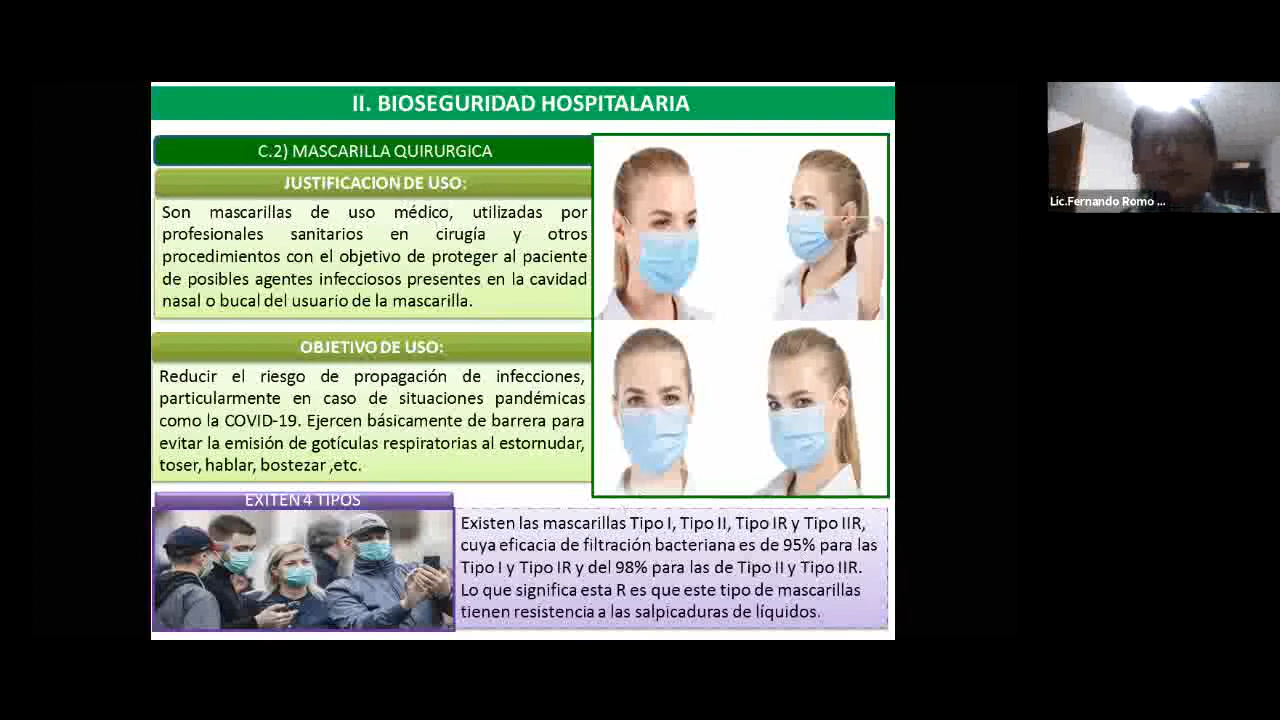 II. BIOSEGURIDAD HOSPITALARIA
C.2) MASCARILLA QUIRURGICA
JUSTIFICACION DE USO:
Son mascarillas de uso médico, utilizadas por
profesionales sanitarios en cirugía y otros
procedimientos con el objetivo de proteger al paciente
de posibles agentes infecciosos presentes en la cavidad
nasal o bucal del usuario de la mascarilla.
OBJETIVO DE USO:
Reducir el riesgo de propagación de infecciones,
particularmente en caso de situaciones pandémicas
como la COVID-19. Ejercen básicamente de barrera para
evitar la emisión de gotículas respiratorias al estornudar,
toser, hablar, bostezar ,etc.
EXITEN 4 TIPOS
Existen las mascarillas Tipo I, Tipo II, Tipo IR y Tipo IIR,
cuya eficacia de filtración bacteriana es de 95% para las
Tipo I y Tipo IR y del 98% para las de Tipo II y Tipo IIR.
Lo que significa esta R es que este tipo de mascarillas
tienen resistencia a las salpicaduras de líquidos.
Lic.Fernando Romo ...